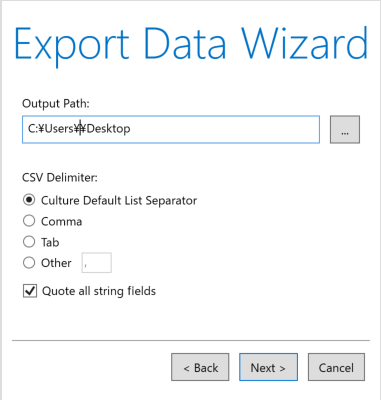 Export Data Wizard
Output Path:
C:¥Users¥¥Desktop
...
CSV Delimiter:
Culture Default List Separator
Comma
Tab
Other ,
Quote all string fields
< Back Next > Cancel